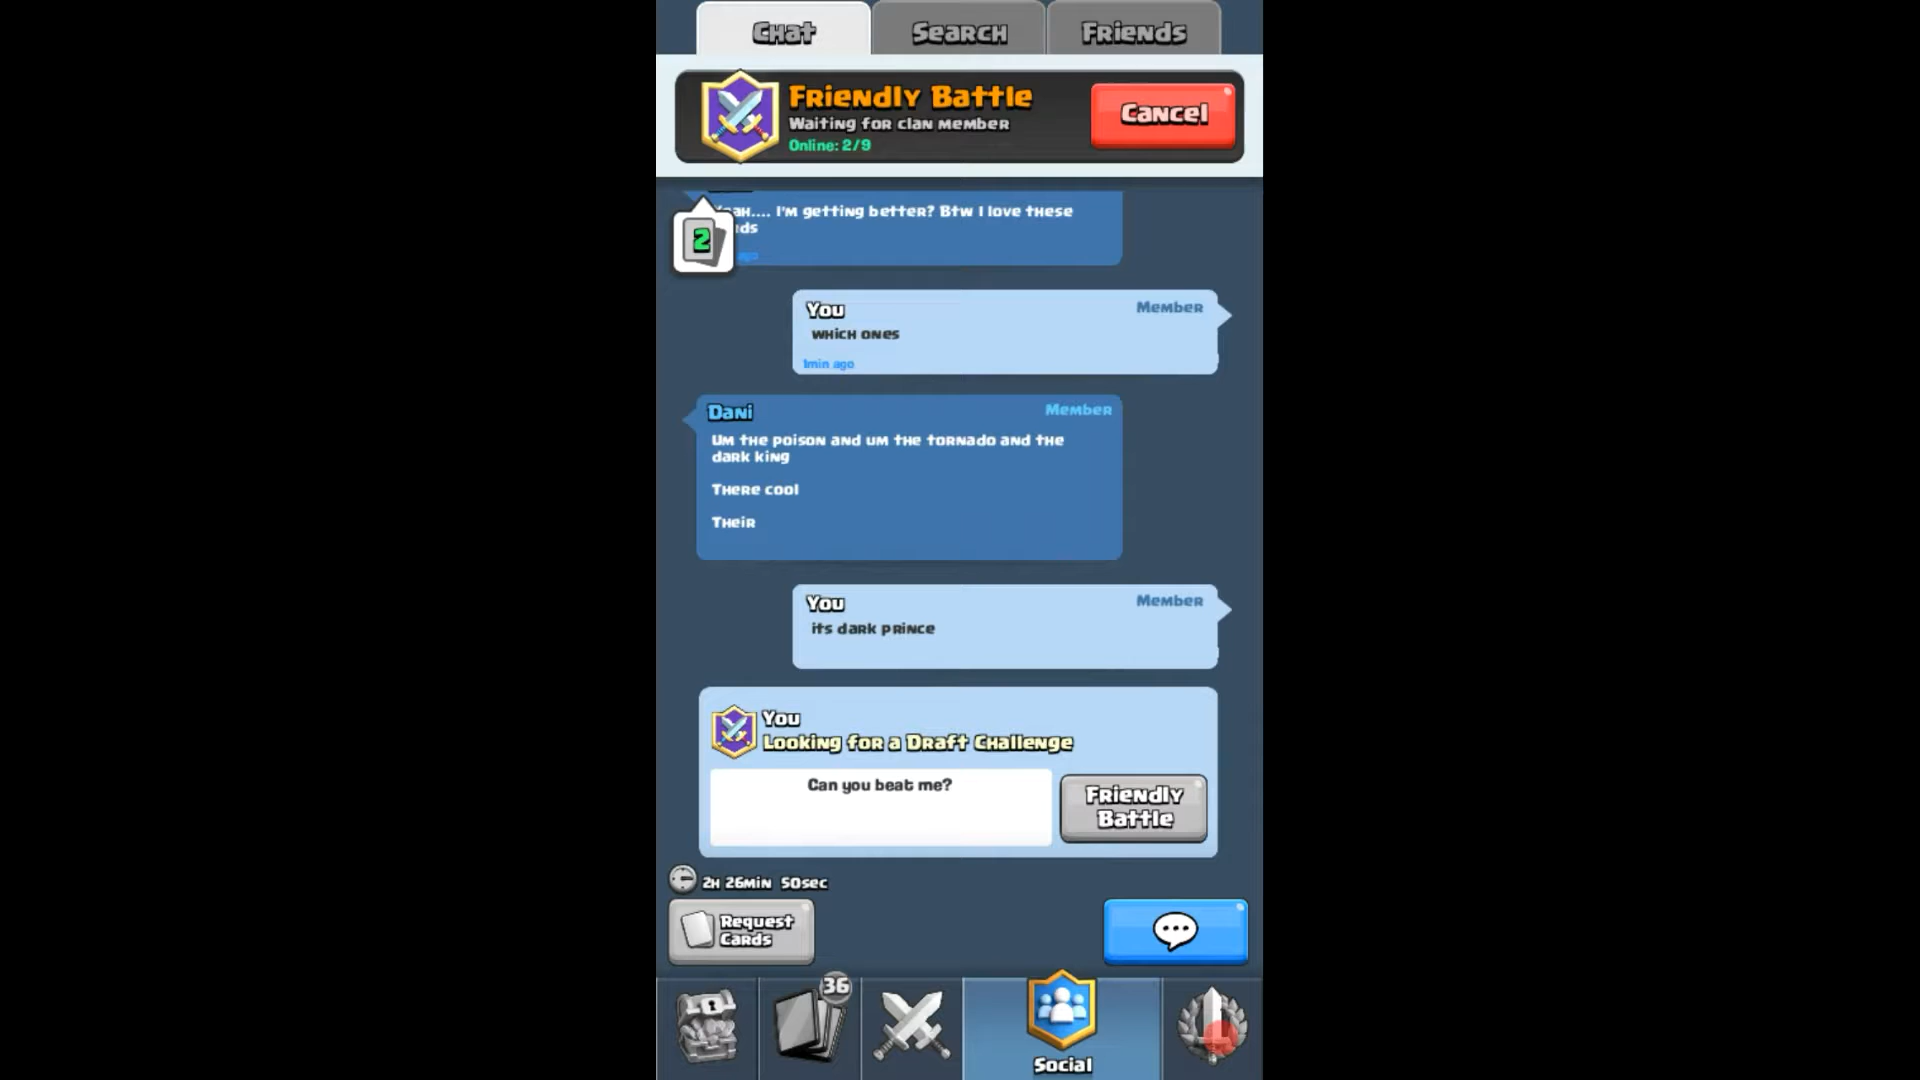 Chat
Search
Friends
Friendly Battle
Waiting for clan member
Online: 2/9
Cancel
.... I'm getting better? Btw I love these
ago
2
You
Member
which ones
1min ago
Dani
Member
Um the poison and um the tornado and the
dark king
There cool
Their
You
Member
its dark prince
You
Looking for a Draft Challenge
Can you beat me?
Friendly
Battle
2h 26min 50sec
Request
Cards
36
Social